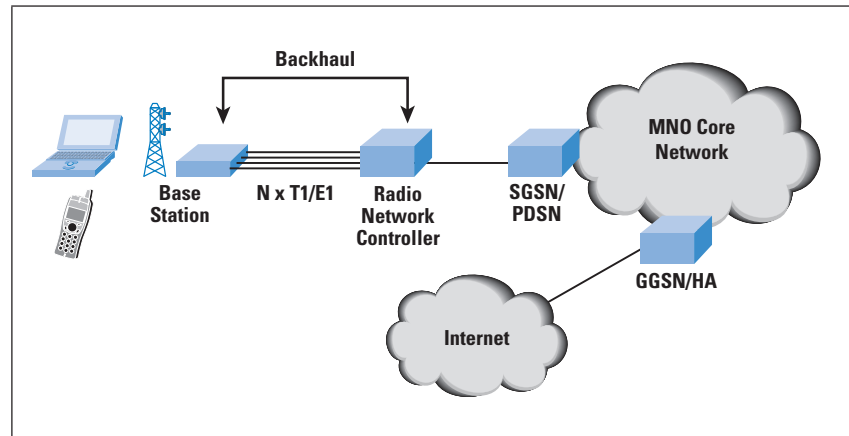 Backhaul
MNO Core
Network
Base
Station
N x T1/E1
Radio
Network
Controller
SGSN/
PDSN
GGSN/HA
Internet